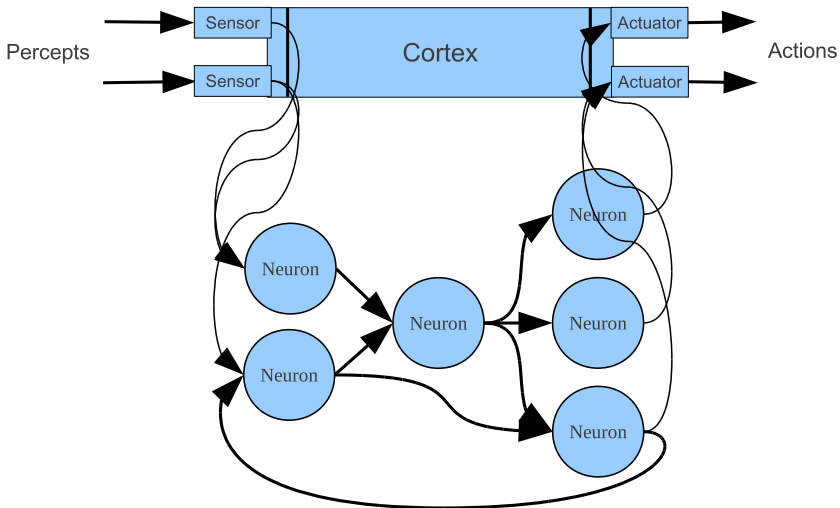 Sensor
Actuator
Percepts
Cortex
Actions
Sensor
Actuator
Neuron
Neuron
Neuron
Neuron
Neuron
Neuron